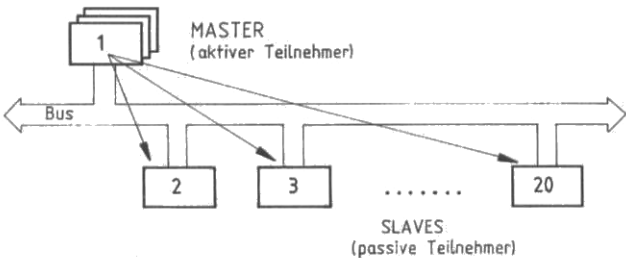 1
MASTER
(aktiver Teilnehmer)
Bus
2
3
.......
20
SLAVES
(passive Teilnehmer)